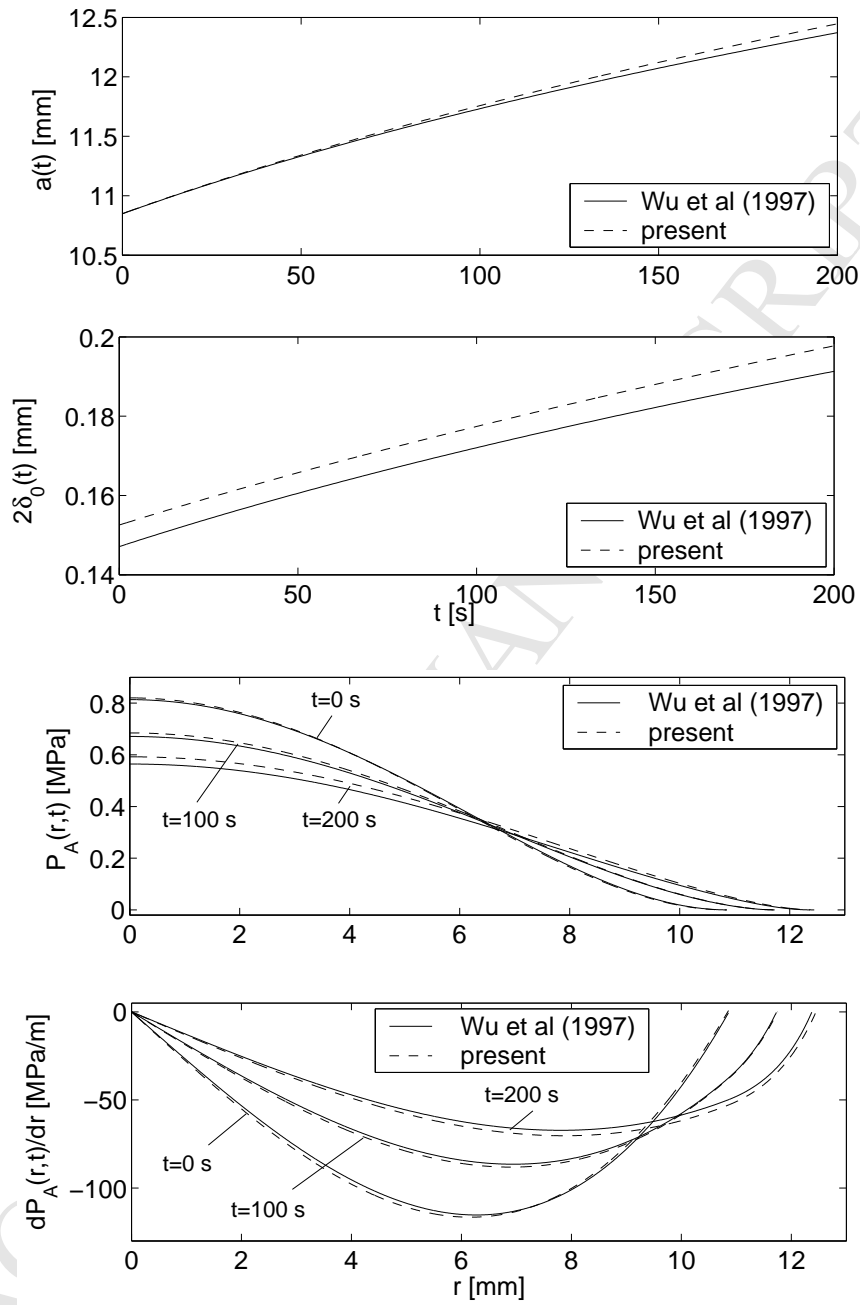 12.5
12
11.5
11
10.5
a(t) [mm]
Wu et al (1997)
present
0
50
100
150
200
0.2
0.18
0.16
0.14
2δ_0(t) [mm]
Wu et al (1997)
present
0
50
100
150
200
t [s]
0.8
0.6
0.4
0.2
0
P_A(r,t) [MPa]
t=0 s
t=100 s
t=200 s
Wu et al (1997)
present
0
2
4
6
8
10
12
0
−50
−100
dP_A(r,t)/dr [MPa/m]
Wu et al (1997)
present
t=200 s
t=0 s
t=100 s
0
2
4
6
8
10
12
r [mm]